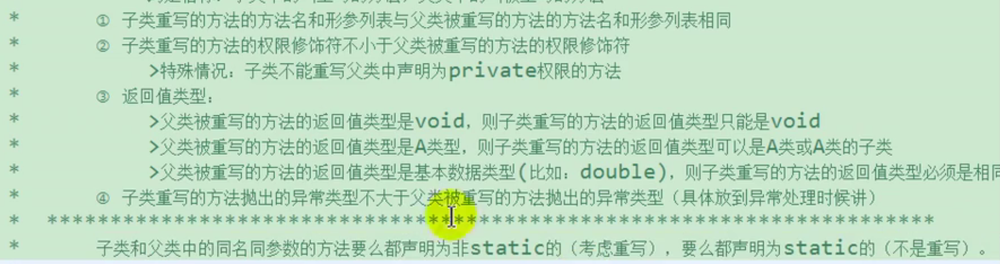 * ① 子类重写的方法的方法名和形参列表与父类被重写的方法的方法名和形参列表相同
* ② 子类重写的方法的权限修饰符不小于父类被重写的方法的权限修饰符
* >特殊情况：子类不能重写父类中声明为private权限的方法
* ③ 返回值类型：
* >父类被重写的方法的返回值类型是void，则子类重写的方法的返回值类型只能是void
* >父类被重写的方法的返回值类型是A类型，则子类重写的方法的返回值类型可以是A类或A类的子类
* >父类被重写的方法的返回值类型是基本数据类型(比如：double)，则子类重写的方法的返回值类型必须是相同
* ④ 子类重写的方法抛出的异常类型不大于父类被重写的方法抛出的异常类型（具体放到异常处理时候讲）
* **********************************************************************
* 子类和父类中的同名同参数的方法要么都声明为非static的（考虑重写），要么都声明为static的（不是重写）。